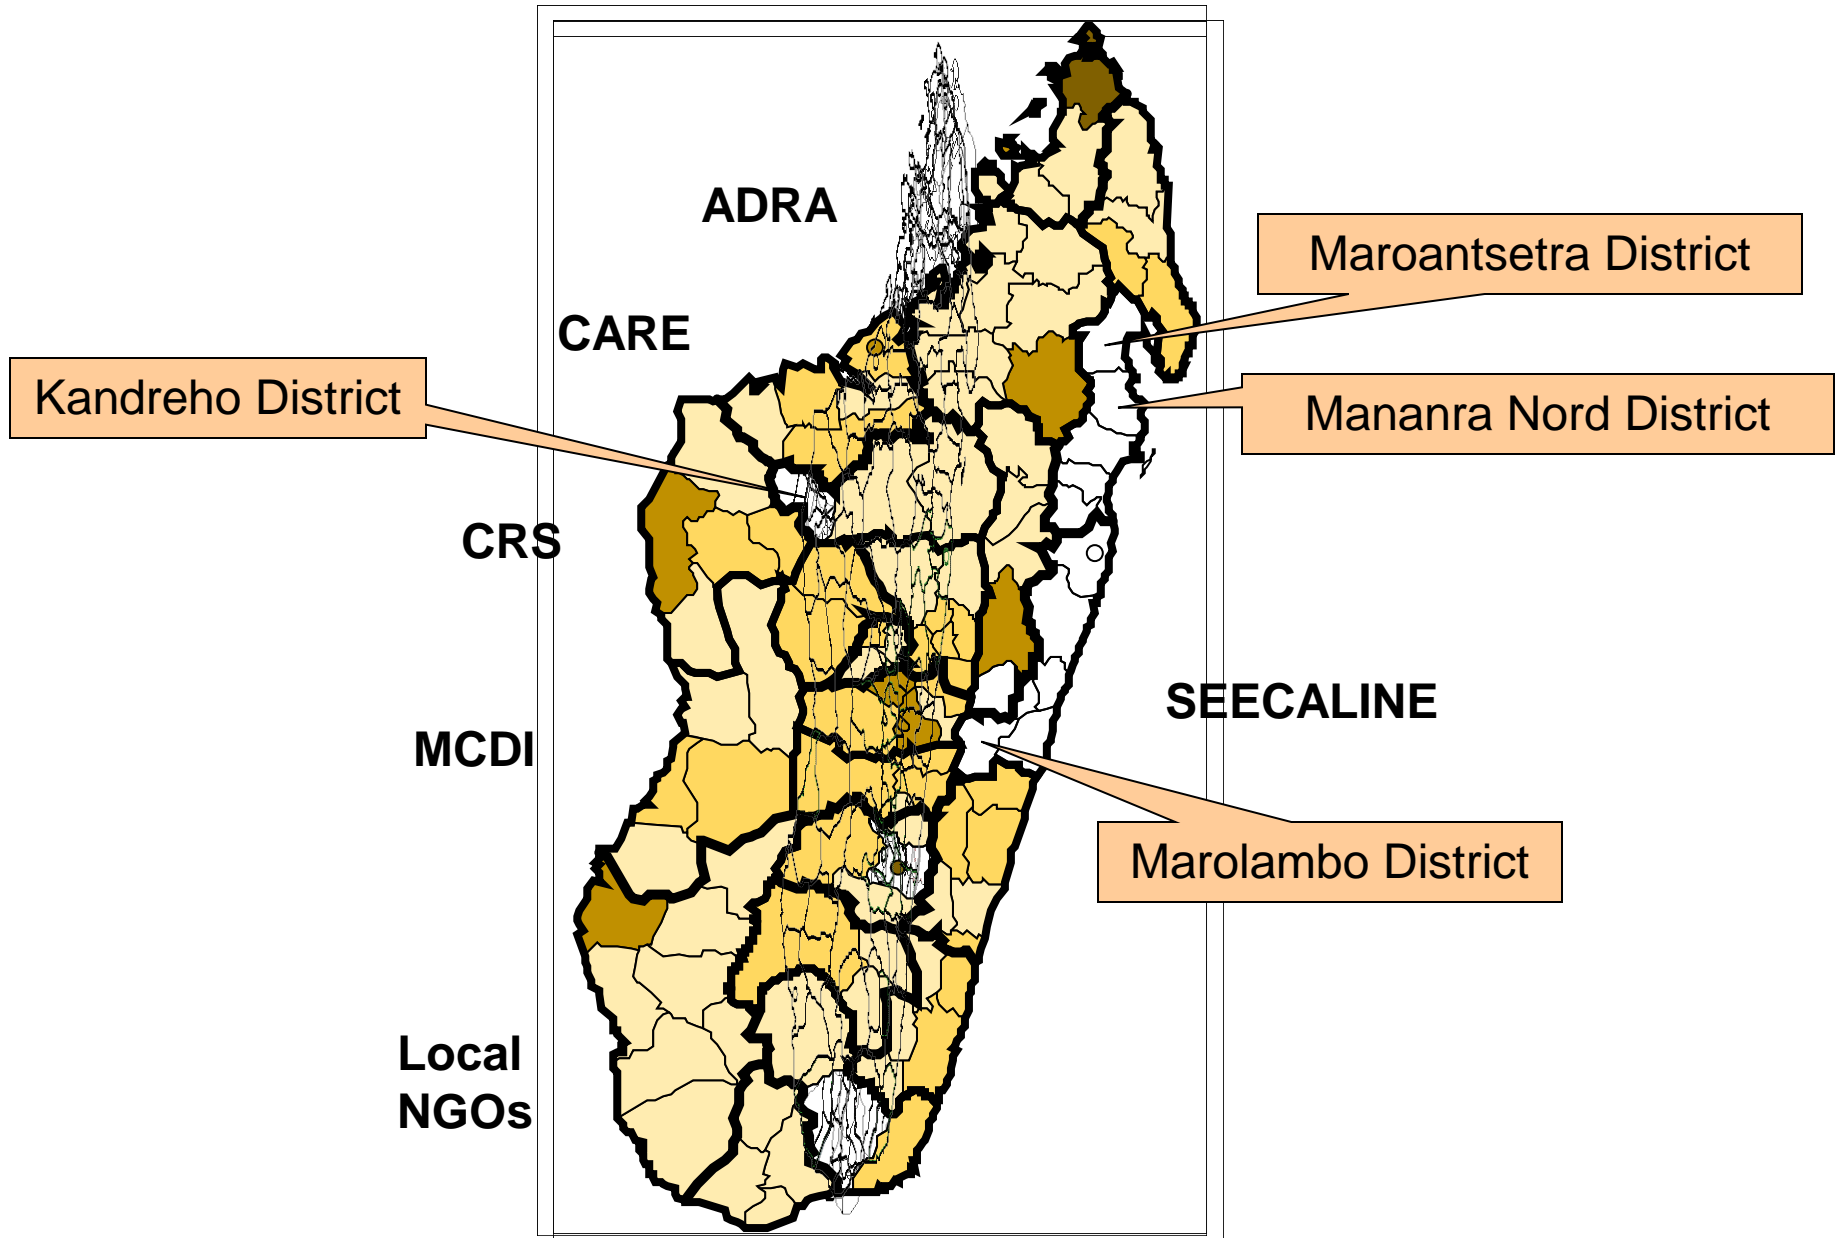 ADRA
Maroantsetra District
CARE
Kandreho District
Mananra Nord District
CRS
SEECALINE
MCDI
Marolambo District
Local
NGOs